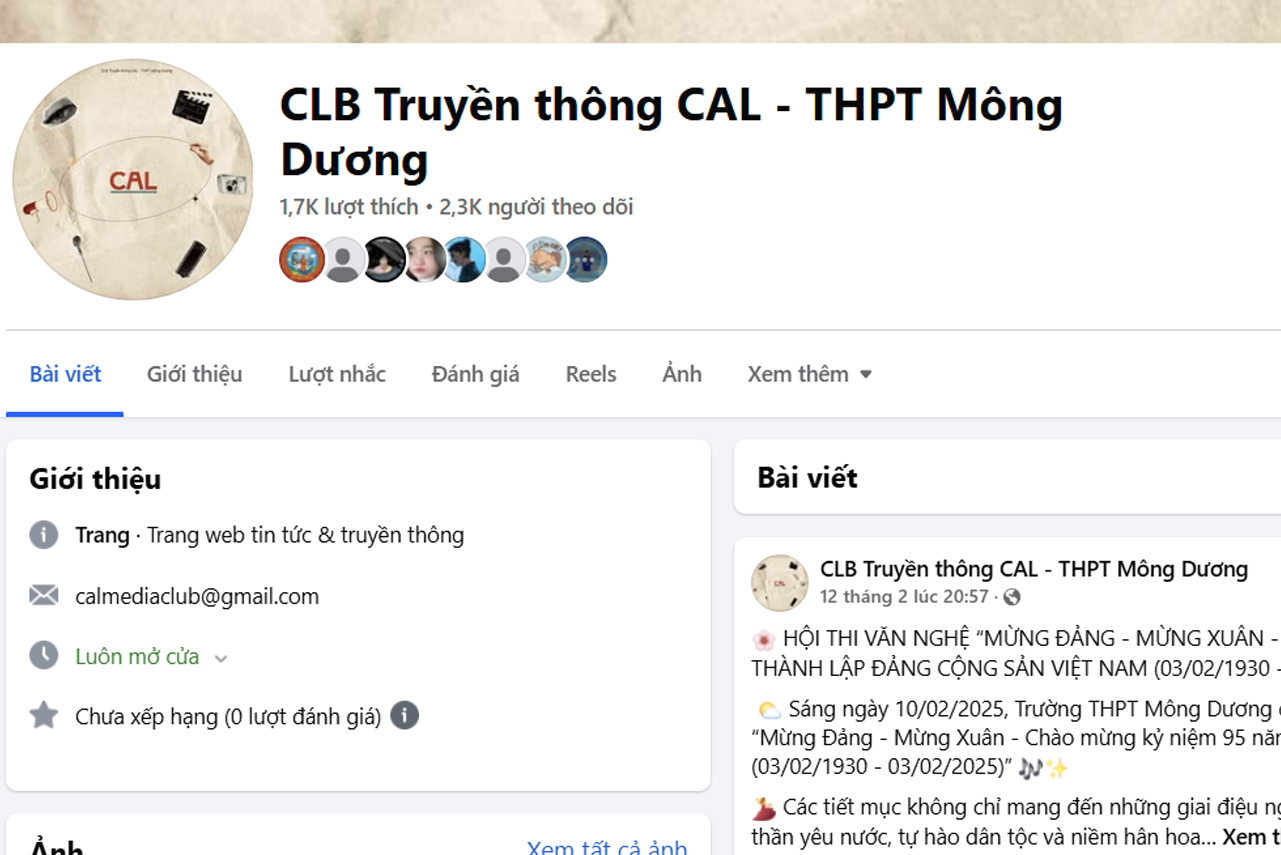 CAL
CLB Truyền thông CAL - THPT Mông
Dương
1,7K lượt thích • 2,3K người theo dõi
Bài viết Giới thiệu Lượt nhắc Đánh giá Reels Ảnh Xem thêm
Giới thiệu
Trang · Trang web tin tức & truyền thông
calmediaclub@gmail.com
Luôn mở cửa
Chưa xếp hạng (0 lượt đánh giá)
Ảnh Xem tất cả ảnh
Bài viết
CLB Truyền thông CAL - THPT Mông Dương
12 tháng 2 lúc 20:57 ·
HỘI THI VĂN NGHỆ “MỪNG ĐẢNG - MỪNG XUÂN -
THÀNH LẬP ĐẢNG CỘNG SẢN VIỆT NAM (03/02/1930 -
Sáng ngày 10/02/2025, Trường THPT Mông Dương
“Mừng Đảng - Mừng Xuân - Chào mừng kỷ niệm 95
(03/02/1930 - 03/02/2025)”
Các tiết mục không chỉ mang đến những giai điệu
thần yêu nước, tự hào dân tộc và niềm hân hoa... Xem